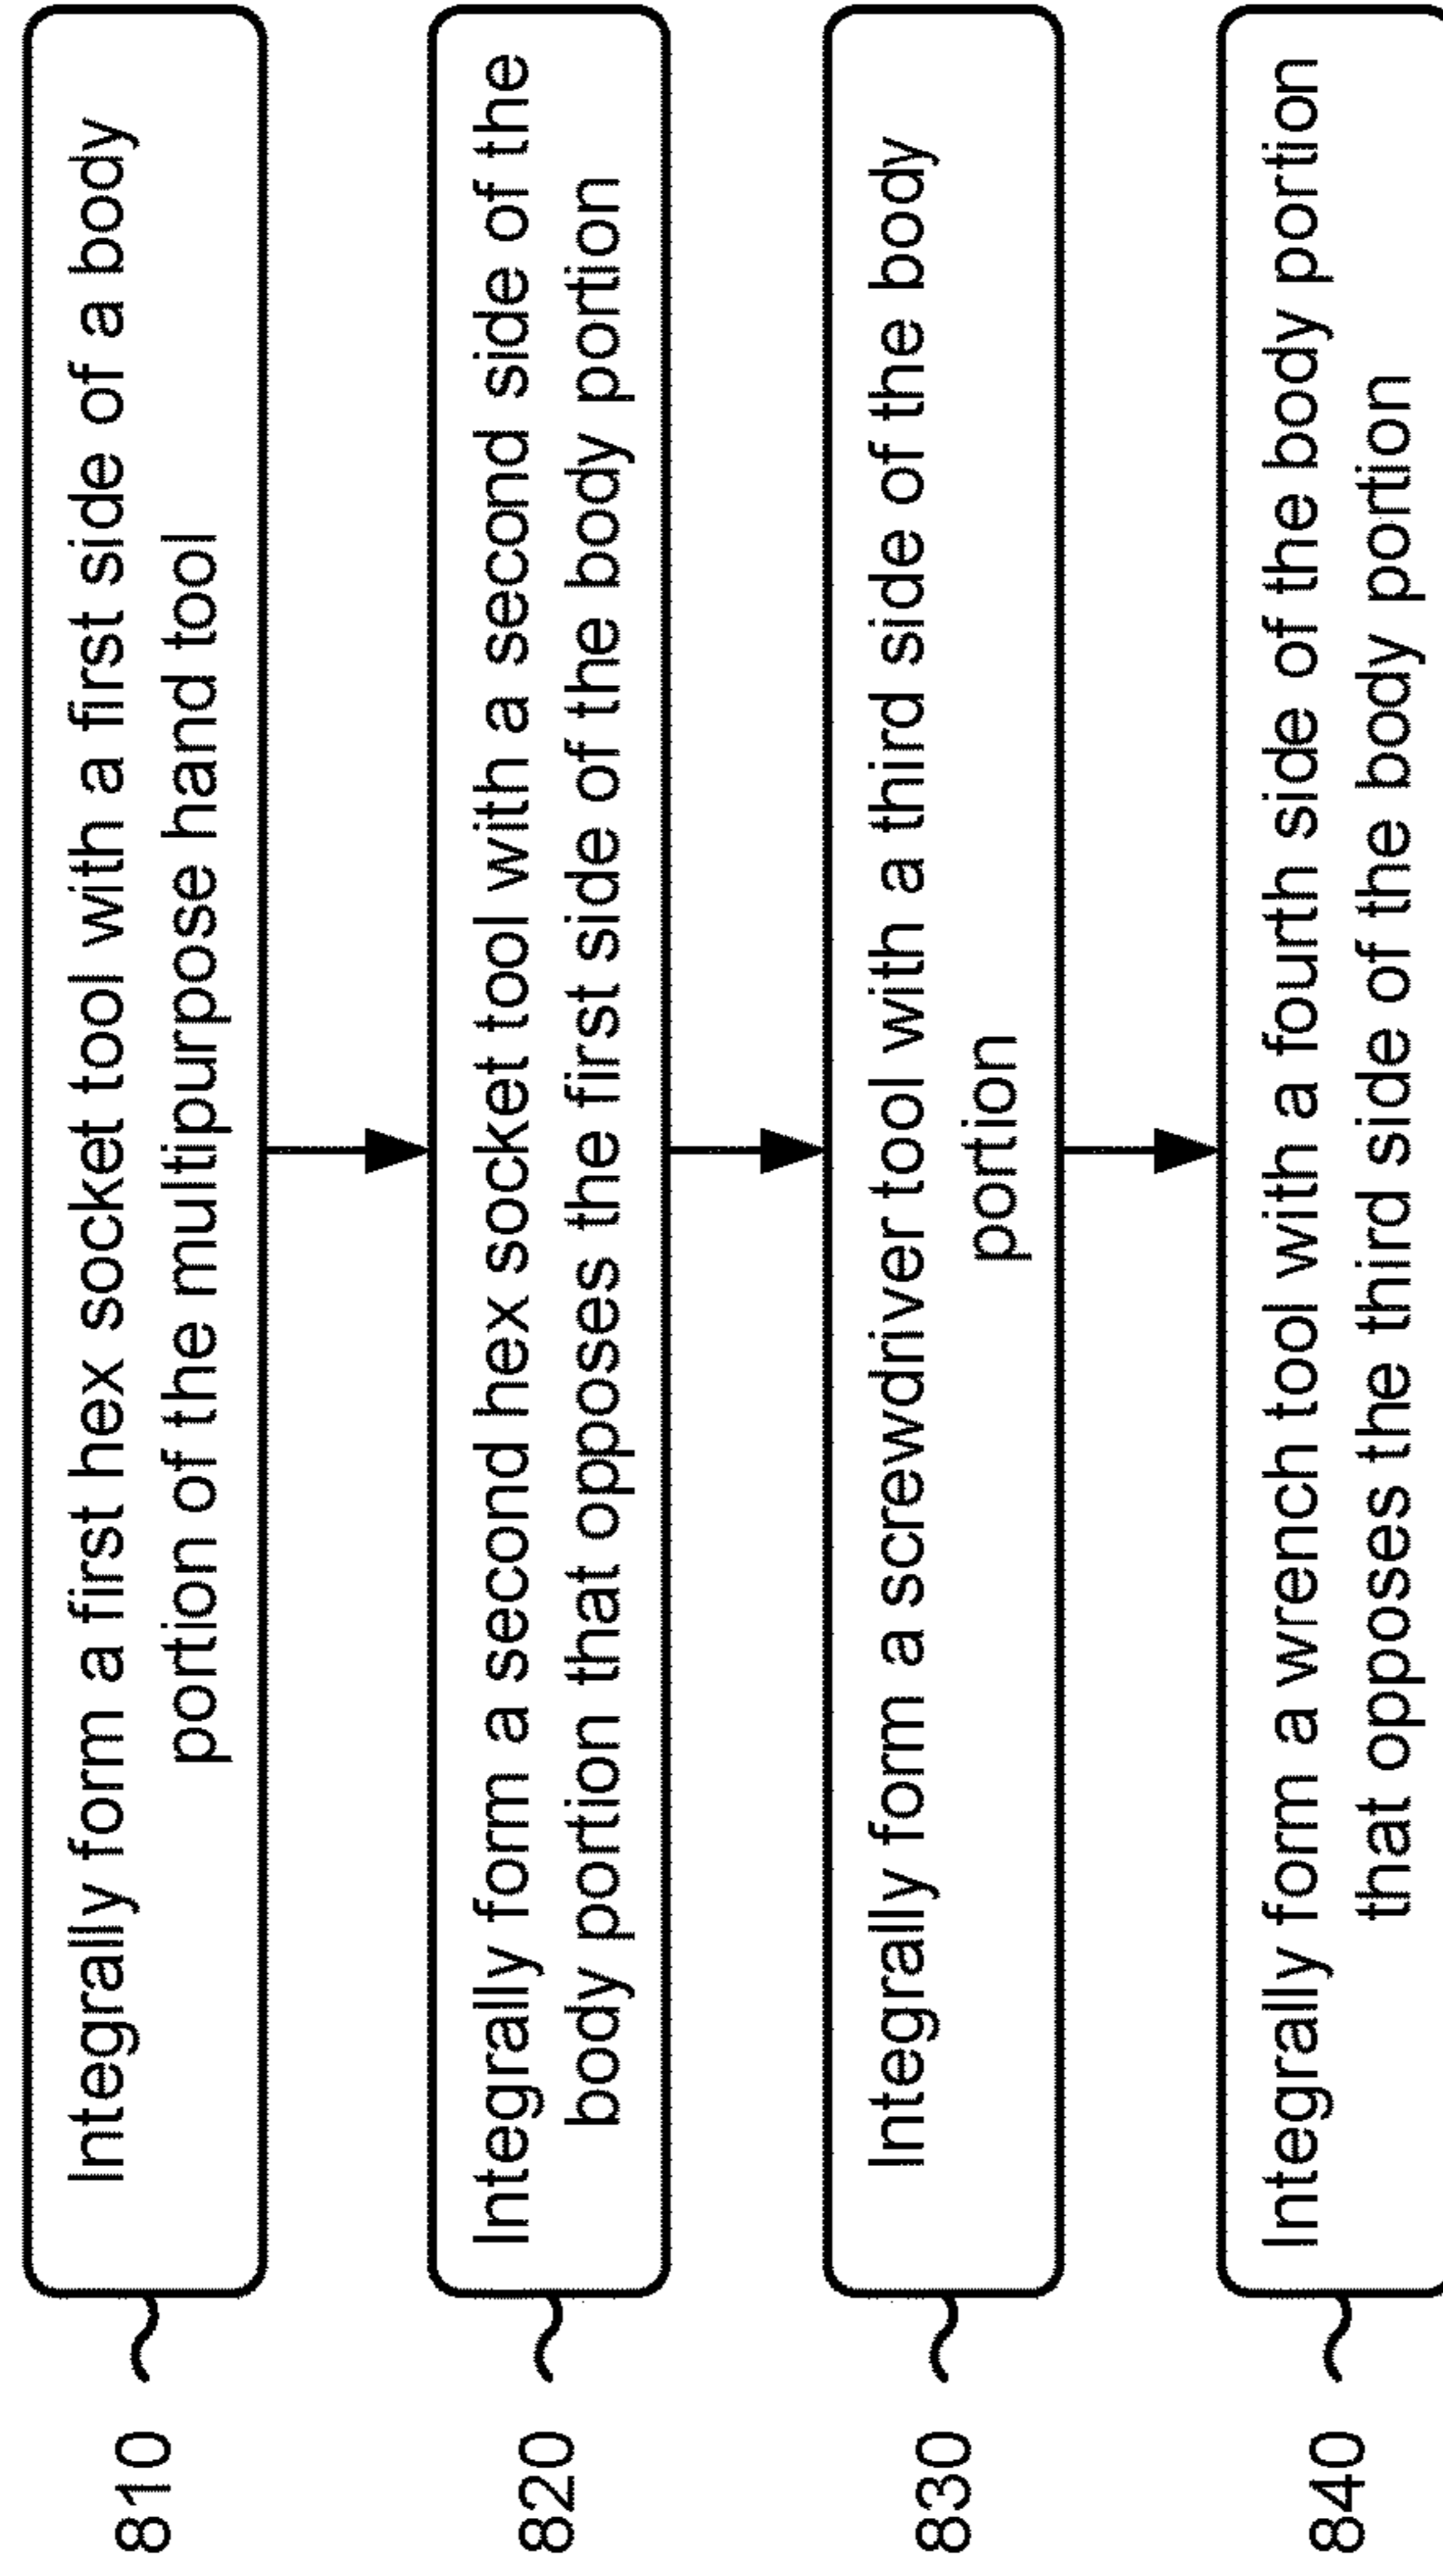 810
Integrally form a first hex socket tool with a first side of a body
portion of the multipurpose hand tool
820
Integrally form a second hex socket tool with a second side of the
body portion that opposes the first side of the body portion
830
Integrally form a screwdriver tool with a third side of the body
portion
840
Integrally form a wrench tool with a fourth side of the body portion
that opposes the third side of the body portion